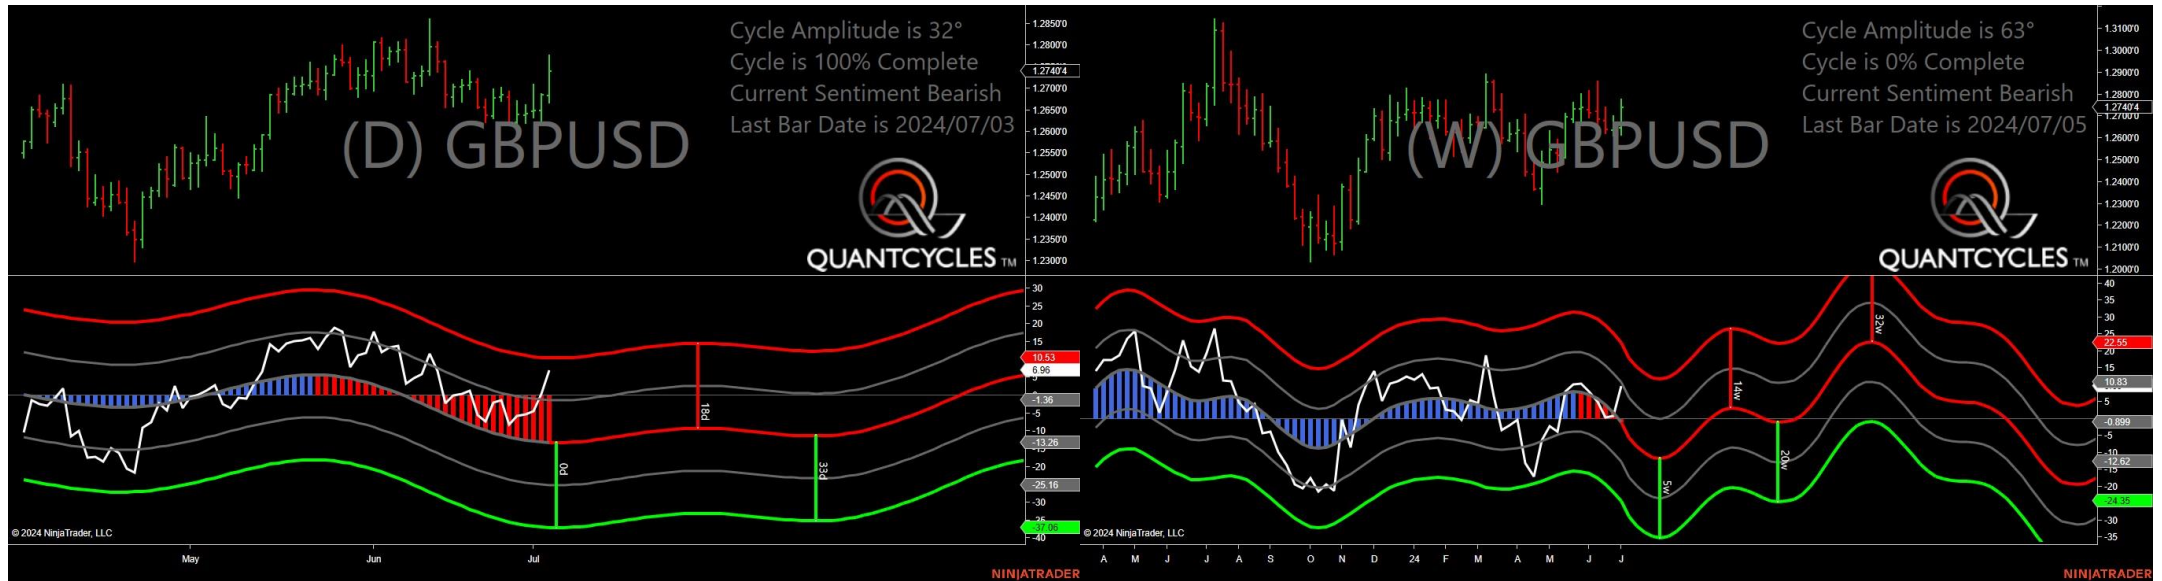 Cycle Amplitude is 32°
Cycle is 100% Complete
Current Sentiment Bearish
Last Bar Date is 2024/07/03
(D) GBPUSD
QUANTCYCLES TM
1.2850'0
1.2800'0
1.2740'4
1.2700'0
1.2650'0
1.2600'0
1.2550'0
1.2500'0
1.2450'0
1.2400'0
1.2350'0
1.2300'0
30
25
20
15
10.53
6.96
-1.36
-5
-10
-13.26
-20
-25.16
-37.06
-40
18d
0d
33d
© 2024 NinjaTrader, LLC
May
Jun
Jul
NINJATRADER
Cycle Amplitude is 63°
Cycle is 0% Complete
Current Sentiment Bearish
Last Bar Date is 2024/07/05
(W) GBPUSD
QUANTCYCLES TM
1.3100'0
1.3000'0
1.2900'0
1.2800'0
1.2740'4
1.2700'0
1.2600'0
1.2500'0
1.2400'0
1.2300'0
1.2200'0
1.2100'0
1.2000'0
40
35
30
25
22.55
20
15
10.83
5
-0.899
-5
-12.62
-15
-20
-24.35
-30
-35
32w
14w
20w
5w
© 2024 NinjaTrader, LLC
A M J J A S O N D 24 F M A M J J
NINJATRADER